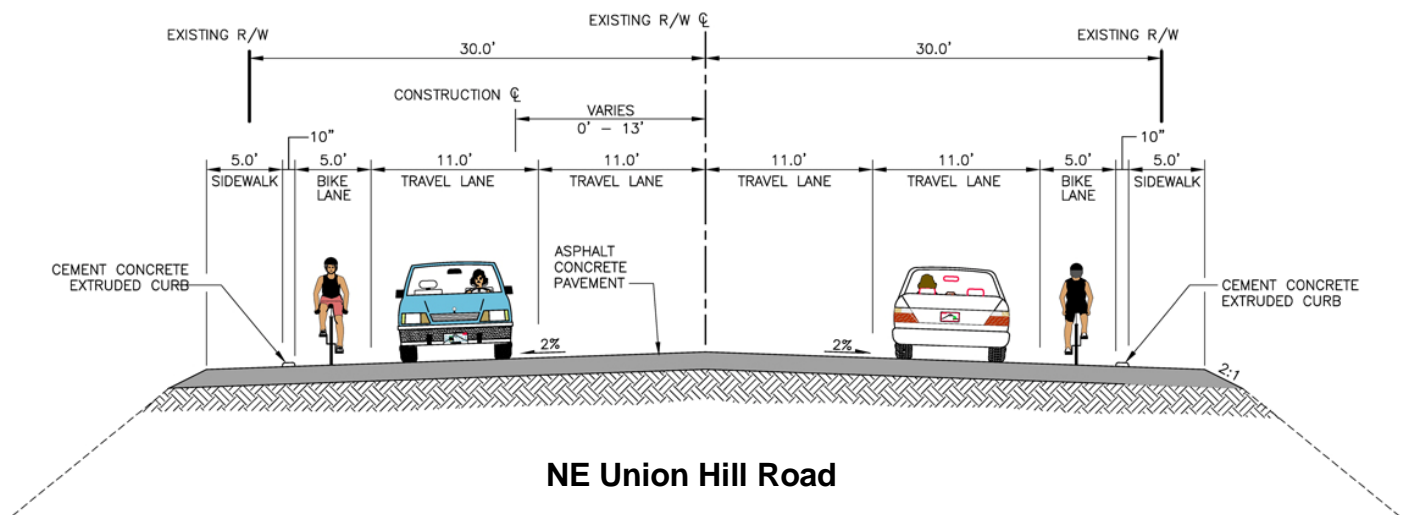 EXISTING R/W ℄
EXISTING R/W
EXISTING R/W
30.0'
30.0'
CONSTRUCTION ℄
VARIES
0' - 13'
10"
10"
5.0'
5.0'
11.0'
11.0'
11.0'
11.0'
5.0'
5.0'
SIDEWALK
BIKE
LANE
TRAVEL LANE
TRAVEL LANE
TRAVEL LANE
TRAVEL LANE
BIKE
LANE
SIDEWALK
ASPHALT
CONCRETE
PAVEMENT
CEMENT CONCRETE
EXTRUDED CURB
CEMENT CONCRETE
EXTRUDED CURB
2%
2%
2:1
NE Union Hill Road